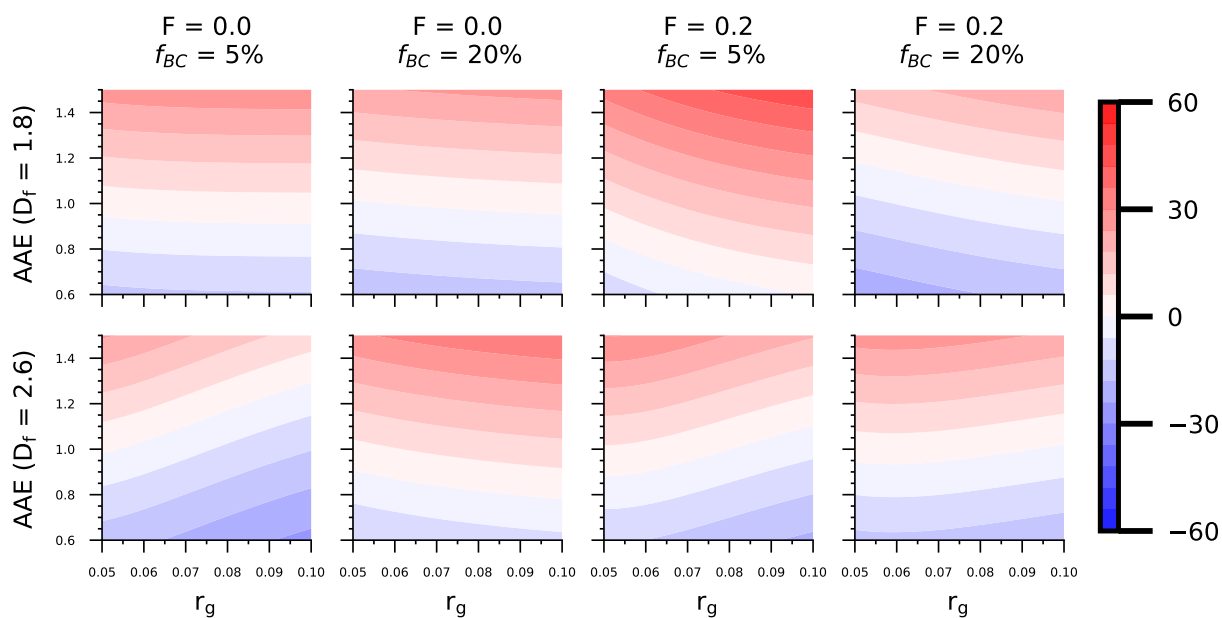 F = 0.0
f_BC = 5%
F = 0.0
f_BC = 20%
F = 0.2
f_BC = 5%
F = 0.2
f_BC = 20%
AAE (D_f = 1.8)
1.4
1.2
1.0
0.8
0.6
60
30
0
−30
−60
AAE (D_f = 2.6)
1.4
1.2
1.0
0.8
0.6
0.05 0.06 0.07 0.08 0.09 0.10
0.05 0.06 0.07 0.08 0.09 0.10
0.05 0.06 0.07 0.08 0.09 0.10
0.05 0.06 0.07 0.08 0.09 0.10
r_g
r_g
r_g
r_g